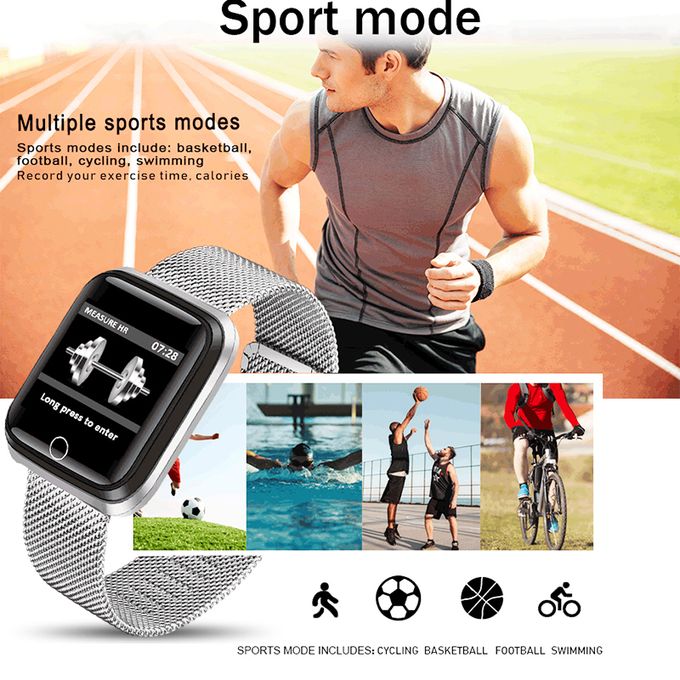 Sport mode
Multiple sports modes
Sports modes include: basketball,
football, cycling, swimming
Record your exercise time, calories
MEASURE HR
07:28
Long press to enter
SPORTS MODE INCLUDES: CYCLING BASKETBALL FOOTBALL SWIMMING